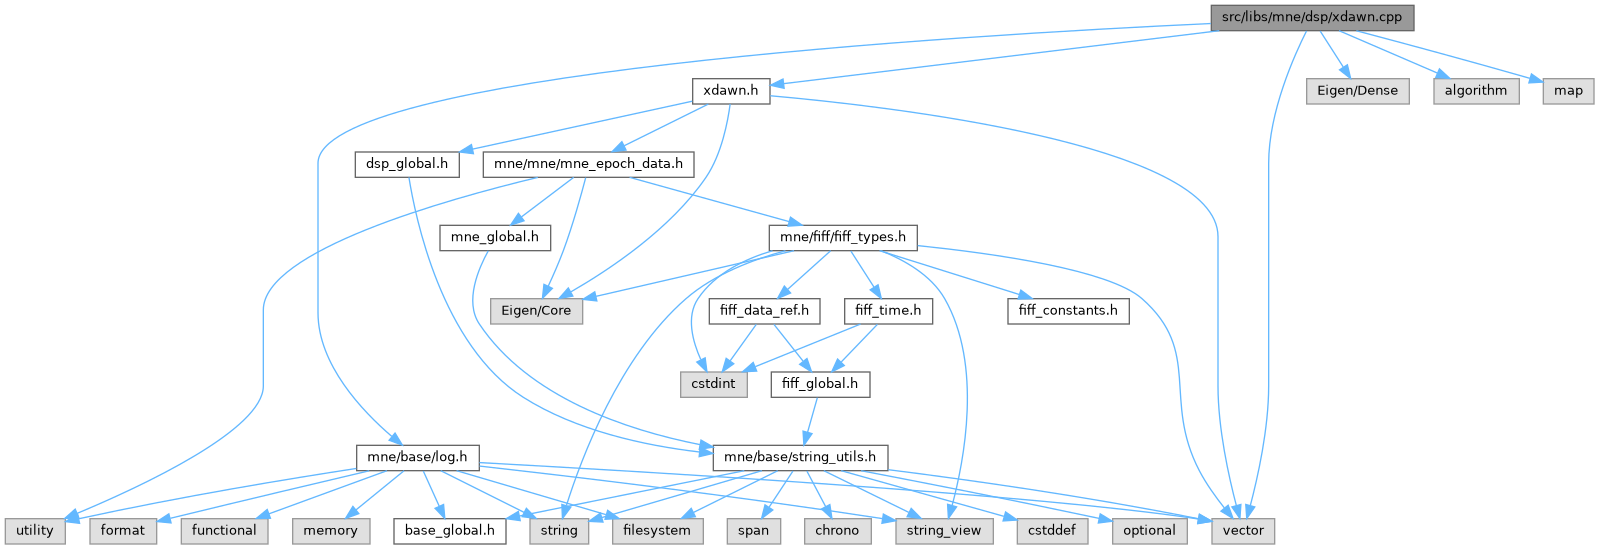 src/libs/mne/dsp/xdawn.cpp
xdawn.h
Eigen/Dense
algorithm
map
dsp_global.h
mne/mne/mne_epoch_data.h
mne_global.h
mne/fiff/fiff_types.h
Eigen/Core
fiff_data_ref.h
fiff_time.h
fiff_constants.h
cstdint
fiff_global.h
mne/base/log.h
mne/base/string_utils.h
utility
format
functional
memory
base_global.h
string
filesystem
span
chrono
string_view
cstddef
optional
vector